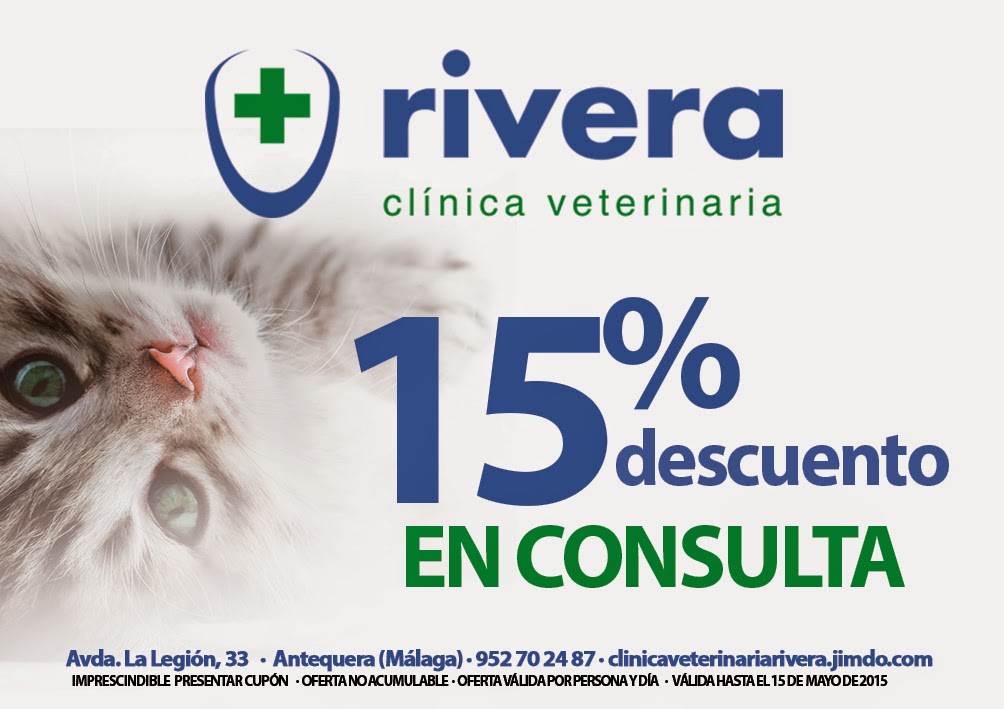 rivera
clínica veterinaria
15%
descuento
EN CONSULTA
Avda. La Legión, 33 · Antequera (Málaga) · 952 70 24 87 · clinicaveterinariarivera.jimdo.com
IMPRESCINDIBLE PRESENTAR CUPÓN · OFERTA NO ACUMULABLE · OFERTA VÁLIDA POR PERSONA Y DÍA · VÁLIDA HASTA EL 15 DE MAYO DE 2015